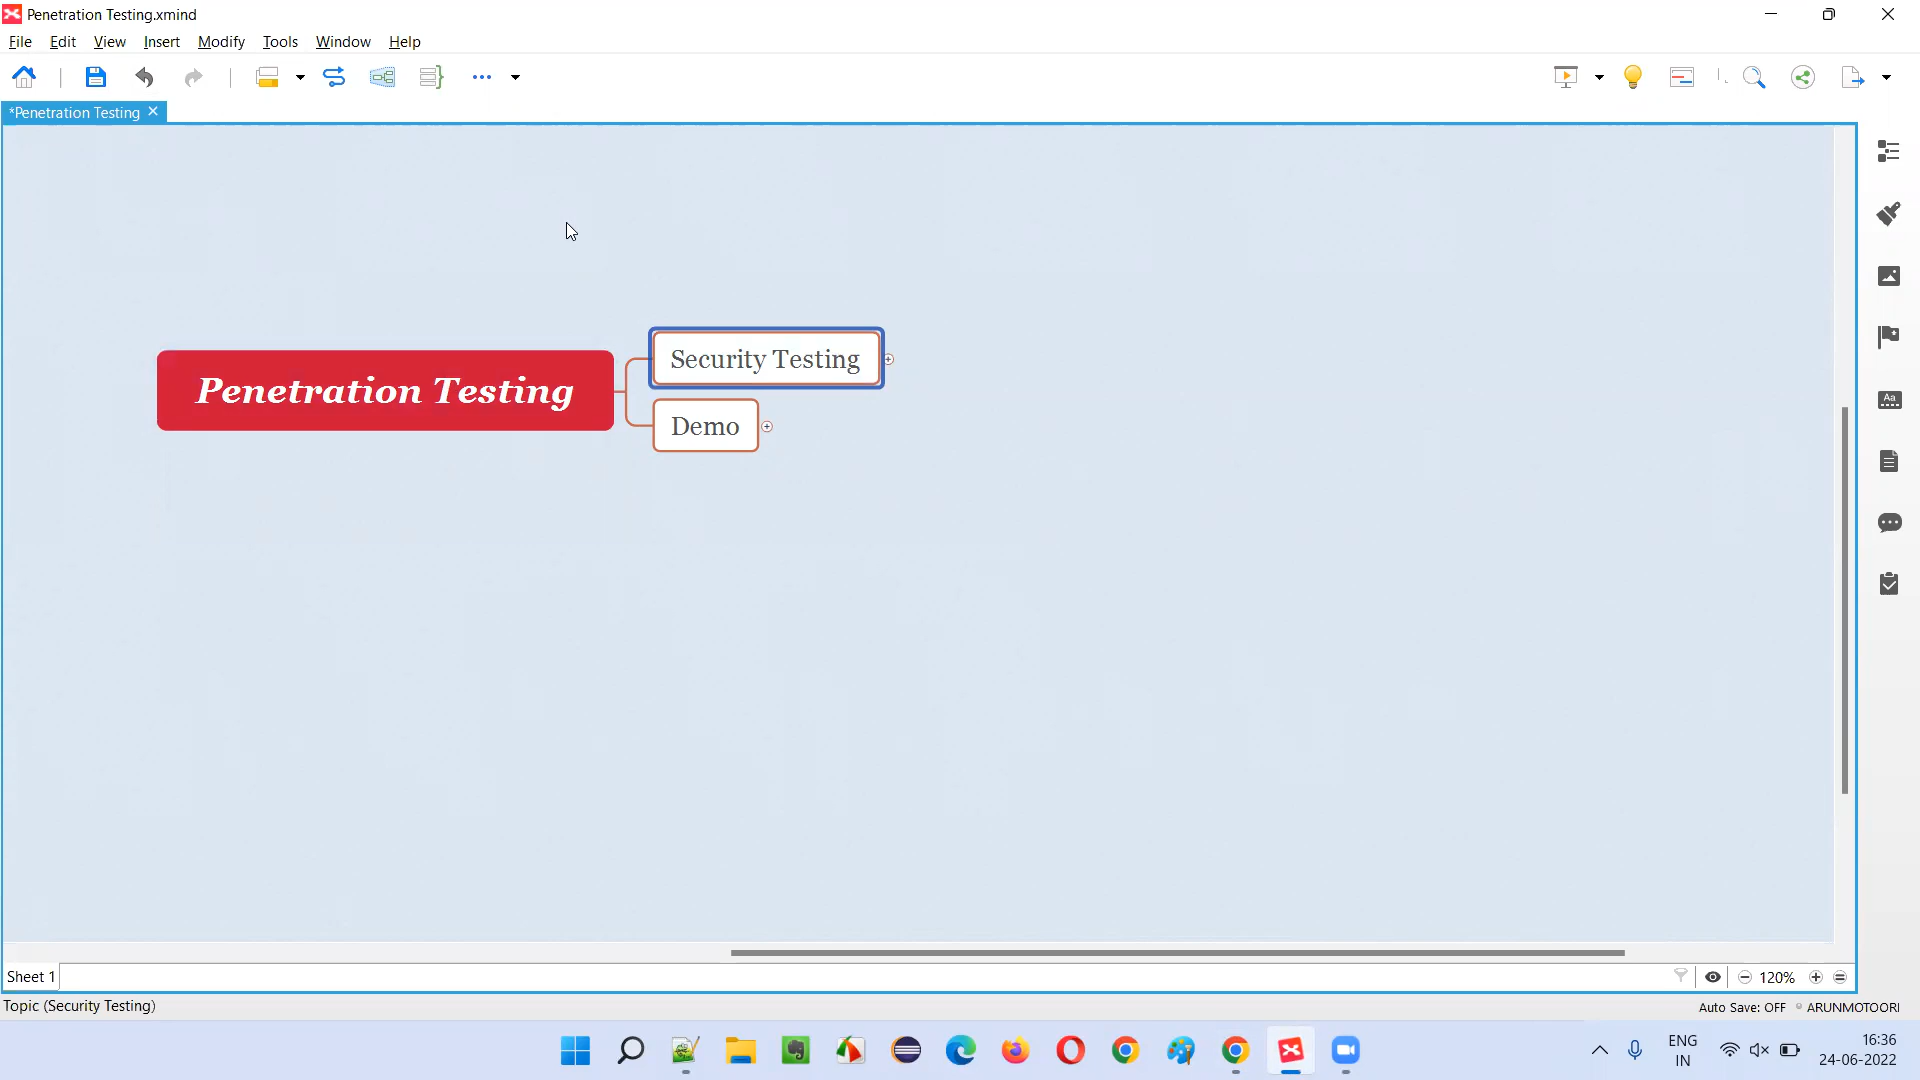 Penetration Testing.xmind
File Edit View Insert Modify Tools Window Help
*Penetration Testing
Security Testing
Penetration Testing
Demo
Aa
Sheet 1
120%
Topic (Security Testing)
Auto Save: OFF ARUNMOTOORI
ENG
IN
16:36
24-06-2022